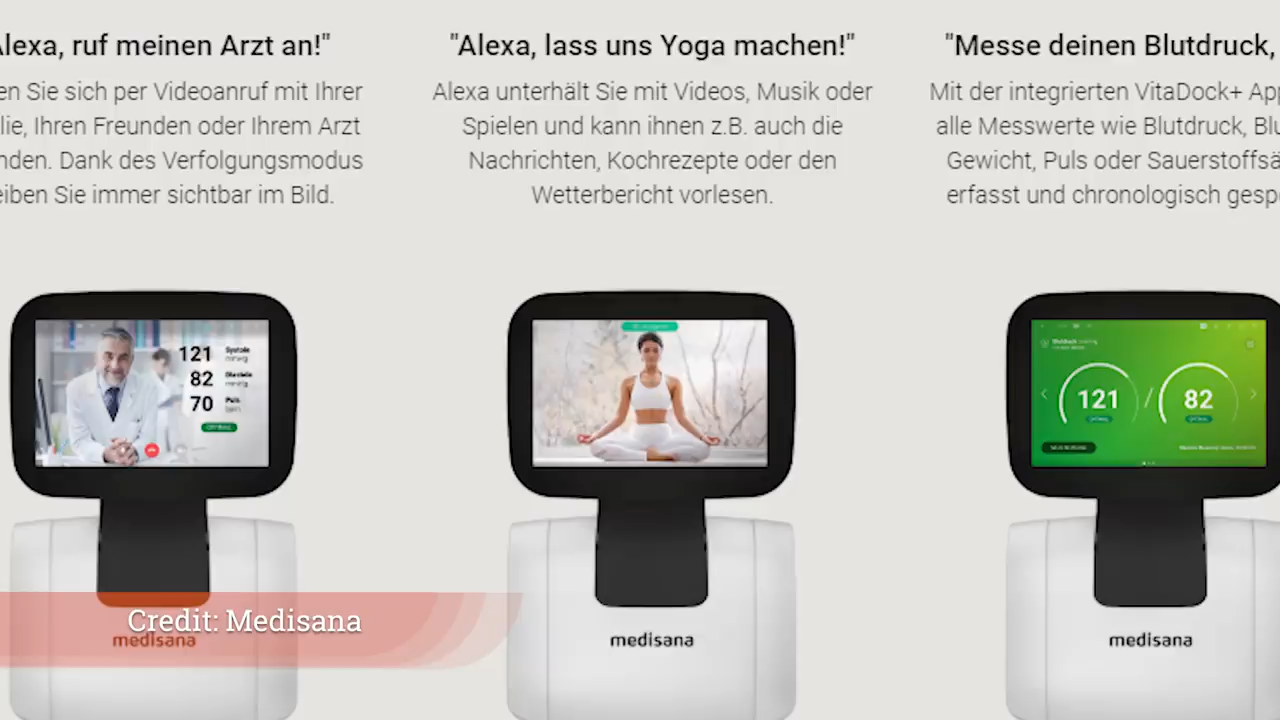 Alexa, ruf meinen Arzt an!"
en Sie sich per Videoanruf mit Ihrer
lie, Ihren Freunden oder Ihrem Arzt
nden. Dank des Verfolgungsmodus
eiben Sie immer sichtbar im Bild.
"Alexa, lass uns Yoga machen!"
Alexa unterhält Sie mit Videos, Musik oder
Spielen und kann ihnen z.B. auch die
Nachrichten, Kochrezepte oder den
Wetterbericht vorlesen.
"Messe deinen Blutdruck,
Mit der integrierten VitaDock+ App
alle Messwerte wie Blutdruck, Blu
Gewicht, Puls oder Sauerstoffsä
erfasst und chronologisch gespe
121 Systole
82
70 Puls
121 / 82
Credit: Medisana
medisana
medisana
medisana